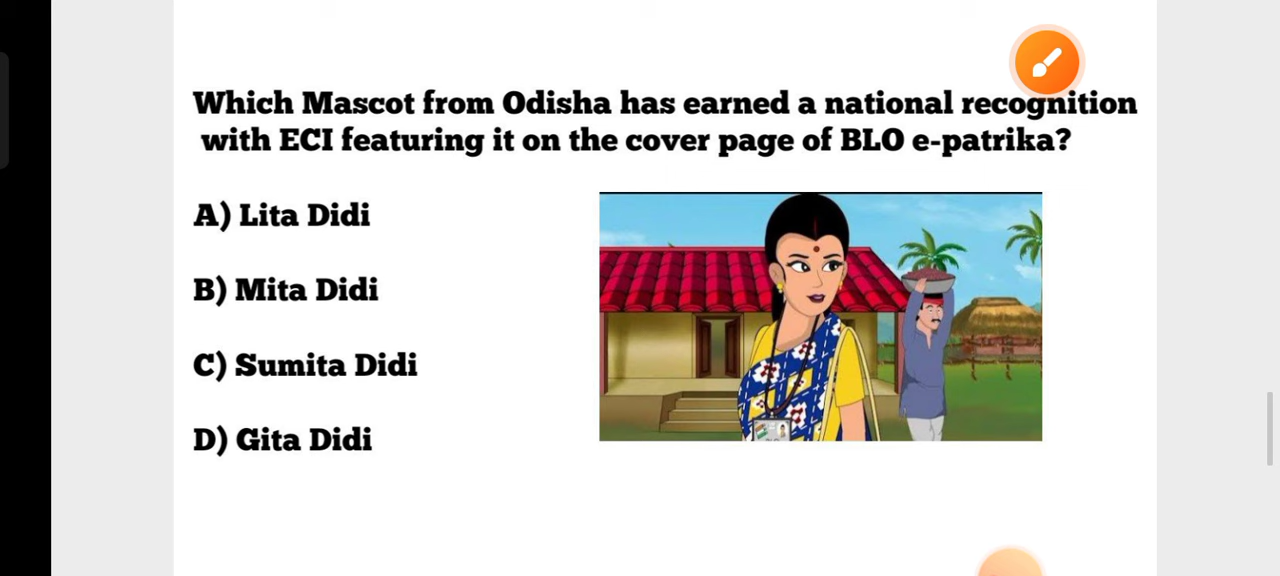 Which Mascot from Odisha has earned a national recognition
with ECI featuring it on the cover page of BLO e-patrika?
A) Lita Didi
B) Mita Didi
C) Sumita Didi
D) Gita Didi